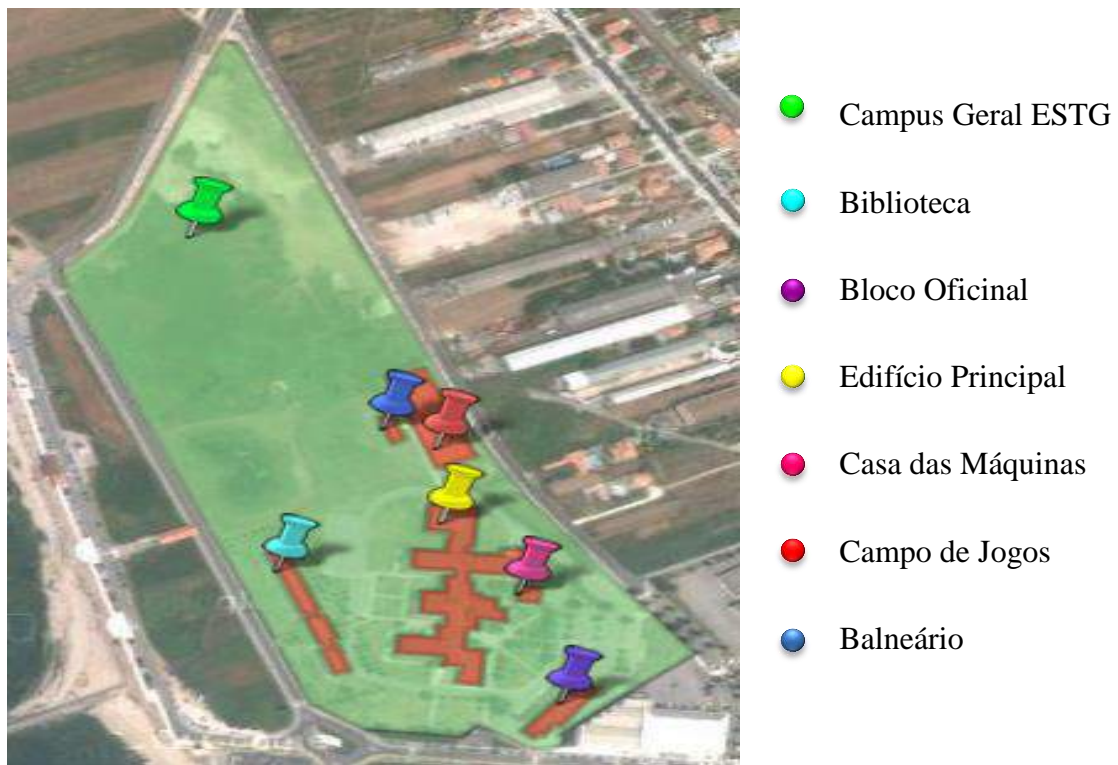 Campus Geral ESTG
Biblioteca
Bloco Oficinal
Edifício Principal
Casa das Máquinas
Campo de Jogos
Balneário